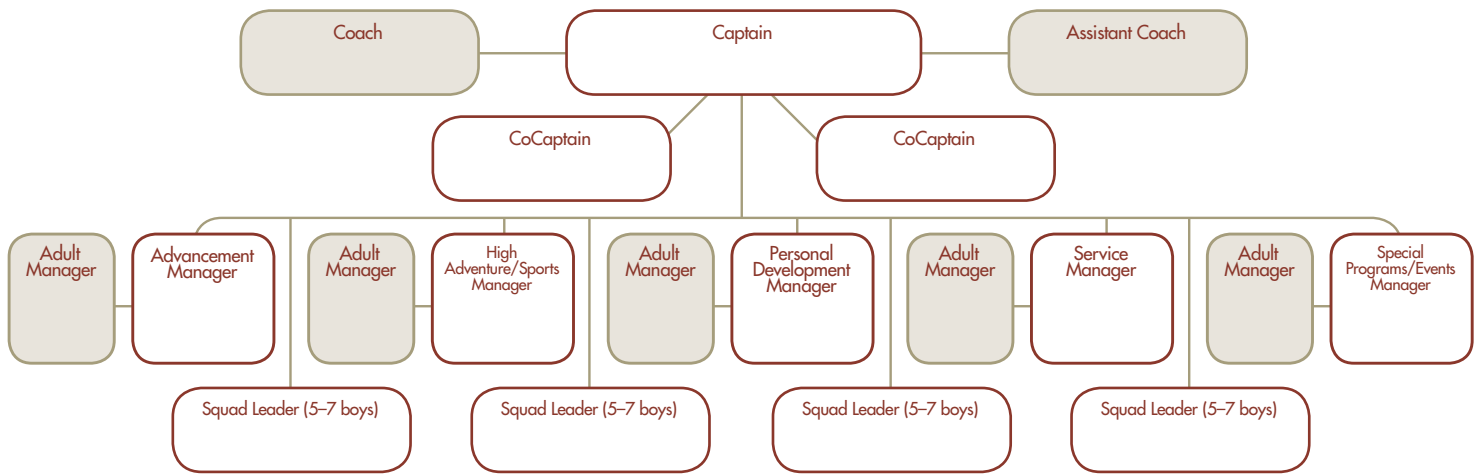 Coach
Captain
Assistant Coach
CoCaptain
CoCaptain
Adult
Manager
Advancement
Manager
Adult
Manager
High
Adventure/Sports
Manager
Adult
Manager
Personal
Development
Manager
Adult
Manager
Service
Manager
Adult
Manager
Special
Programs/Events
Manager
Squad Leader (5–7 boys)
Squad Leader (5–7 boys)
Squad Leader (5–7 boys)
Squad Leader (5–7 boys)